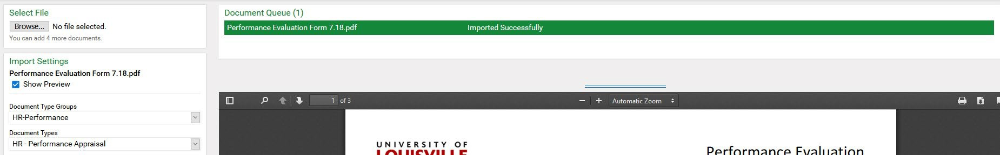 Select File
Browse... No file selected.
You can add 4 more documents.
Import Settings
Performance Evaluation Form 7.18.pdf
Show Preview
Document Type Groups
HR-Performance
Document Types
HR - Performance Appraisal
Document Queue (1)
Performance Evaluation Form 7.18.pdf Imported Successfully
1 of 3 Automatic Zoom
UNIVERSITY OF
LOUISVILLE
Performance Evaluation